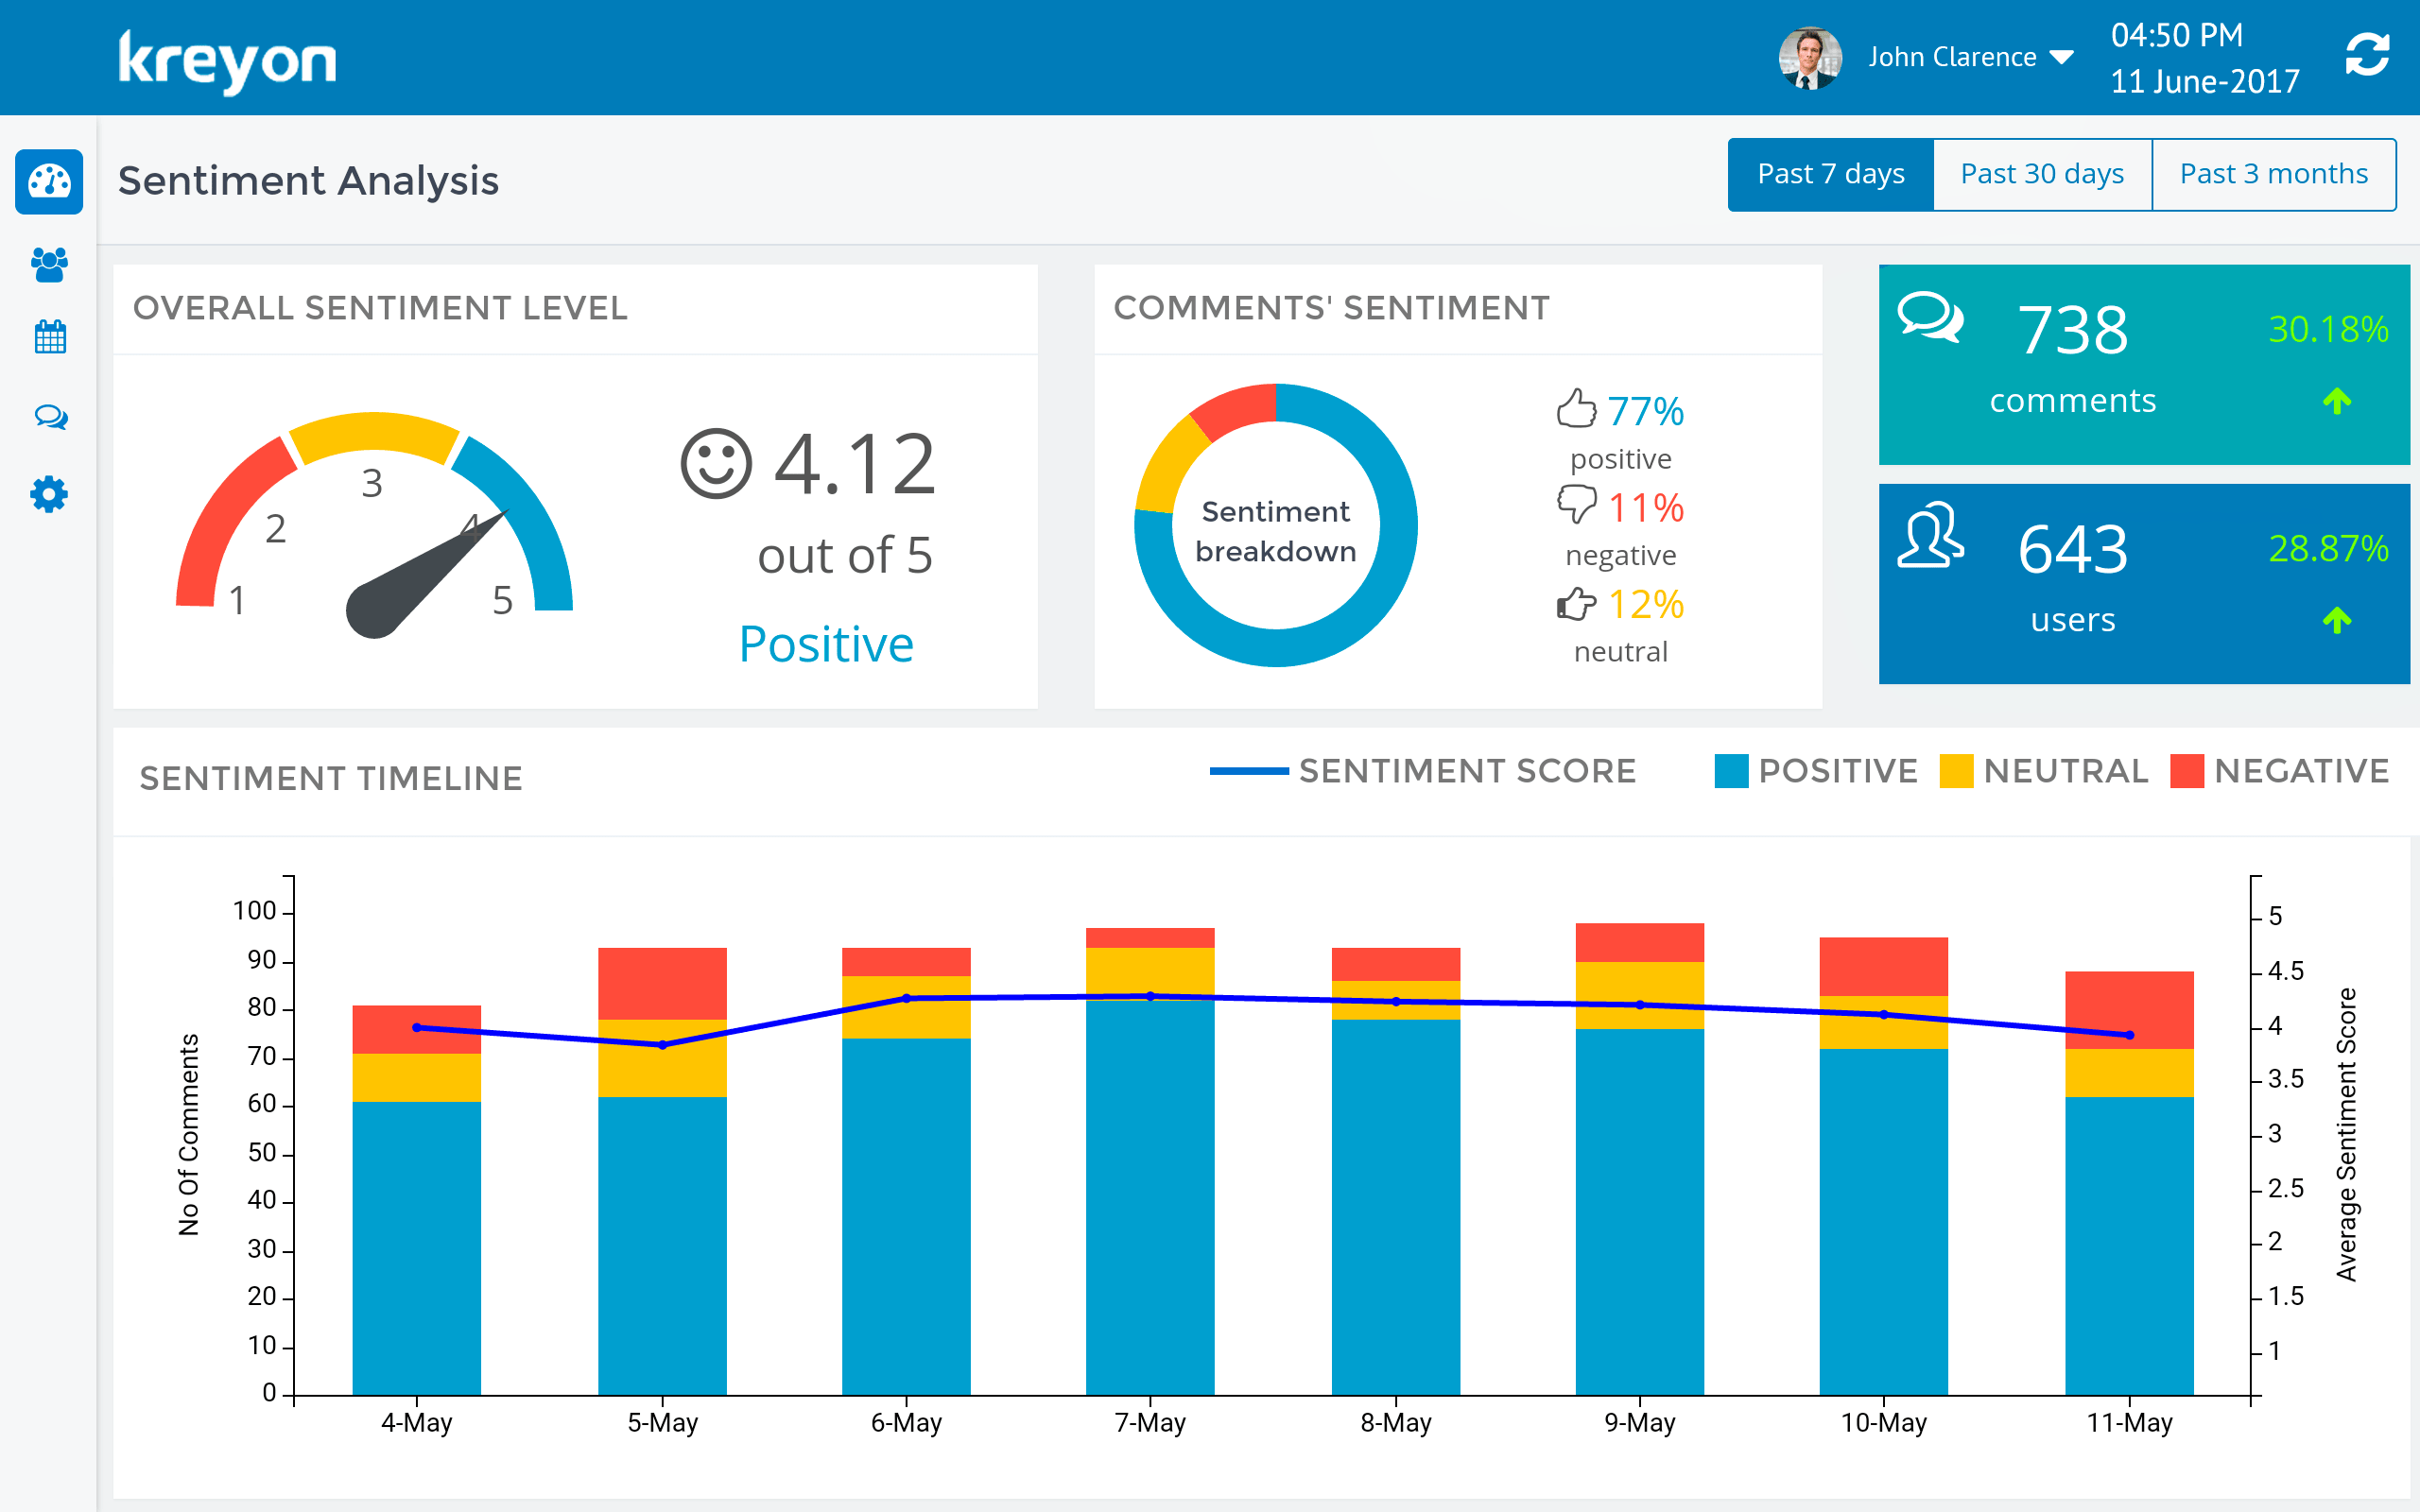 kreyon
John Clarence
04:50 PM
11 June-2017
Sentiment Analysis
Past 7 days
Past 30 days
Past 3 months
OVERALL SENTIMENT LEVEL
1
2
3
4
5
4.12
out of 5
Positive
COMMENTS' SENTIMENT
Sentiment
breakdown
77%
positive
11%
negative
12%
neutral
738
30.18%
comments
643
28.87%
users
SENTIMENT TIMELINE
SENTIMENT SCORE
POSITIVE
NEUTRAL
NEGATIVE
No Of Comments
100
90
80
70
60
50
40
30
20
10
0
4-May
5-May
6-May
7-May
8-May
9-May
10-May
11-May
5
4.5
4
3.5
3
2.5
2
1.5
1
Average Sentiment Score